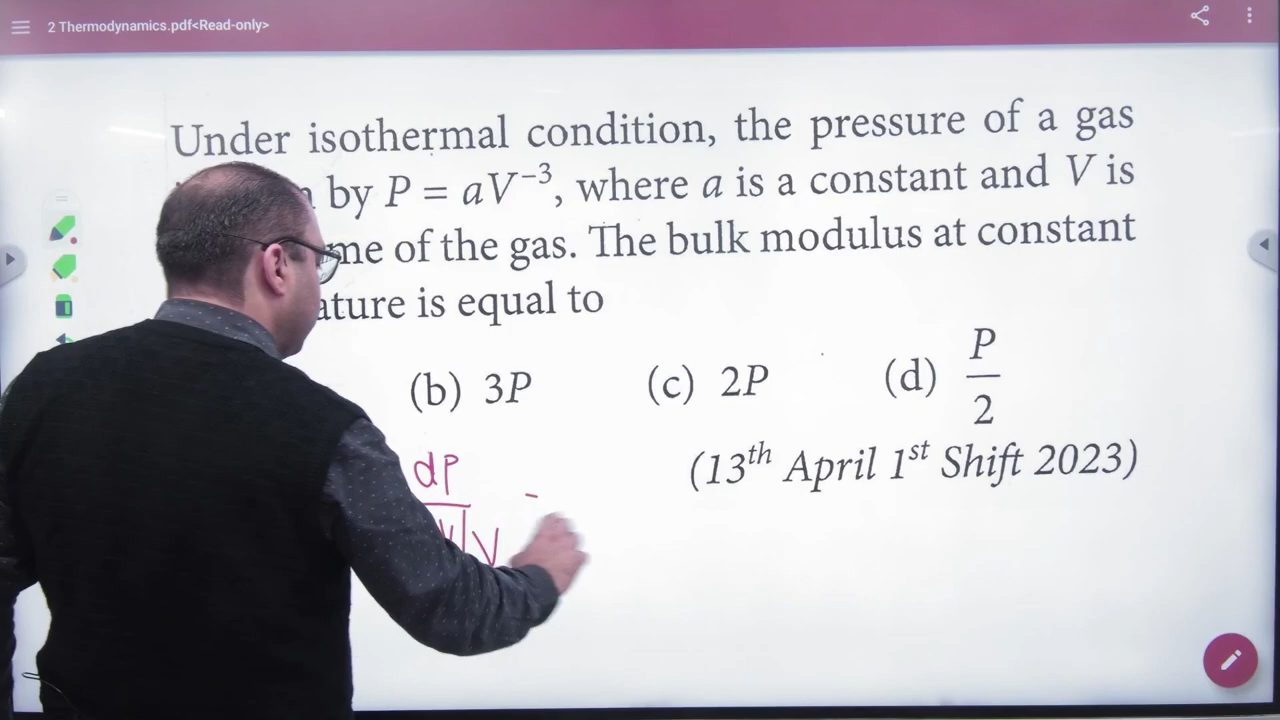 2 Thermodynamics.pdf<Read-only>
Under isothermal condition, the pressure of a gas
by P = aV⁻³, where a is a constant and V is
me of the gas. The bulk modulus at constant
ature is equal to
(b) 3P (c) 2P (d) P/2
(13ᵗʰ April 1ˢᵗ Shift 2023)
dP
V